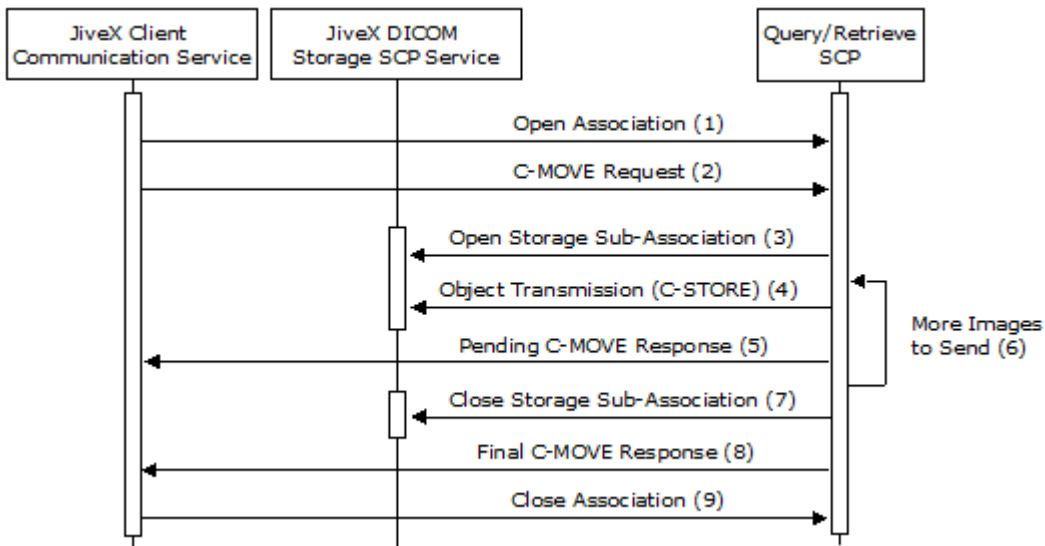 JiveX Client
Communication Service
JiveX DICOM
Storage SCP Service
Query/Retrieve
SCP
Open Association (1)
C-MOVE Request (2)
Open Storage Sub-Association (3)
Object Transmission (C-STORE) (4)
More Images
to Send (6)
Pending C-MOVE Response (5)
Close Storage Sub-Association (7)
Final C-MOVE Response (8)
Close Association (9)